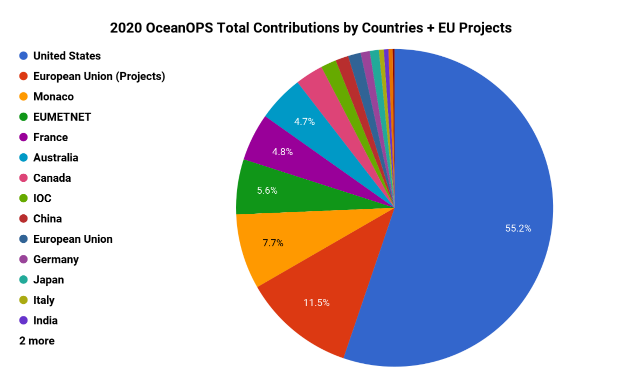 2020 OceanOPS Total Contributions by Countries + EU Projects
United States
European Union (Projects)
Monaco
EUMETNET
France
Australia
Canada
IOC
China
European Union
Germany
Japan
Italy
India
2 more
4.7%
4.8%
5.6%
7.7%
11.5%
55.2%